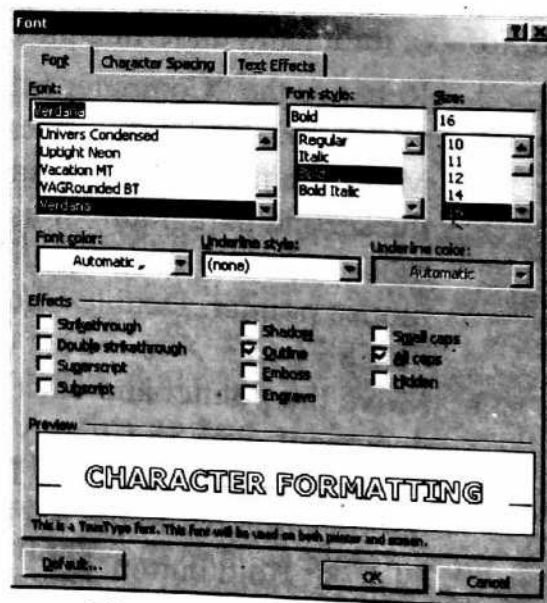 Font
Font Character Spacing Text Effects
Font: Font style: Size:
Verdana Bold 16
Univers Condensed Regular 10
Uptight Neon Italic 11
Vacation MT Bold 12
VAGRounded BT Bold Italic 14
Verdana 16
Font color: Underline style: Underline color:
Automatic (none) Automatic
Effects
Strikethrough Shadow Small caps
Double strikethrough Outline All caps
Superscript Emboss Hidden
Subscript Engrave
Preview
CHARACTER FORMATTING
This is a TrueType font. This font will be used on both printer and screen.
Default... OK Cancel